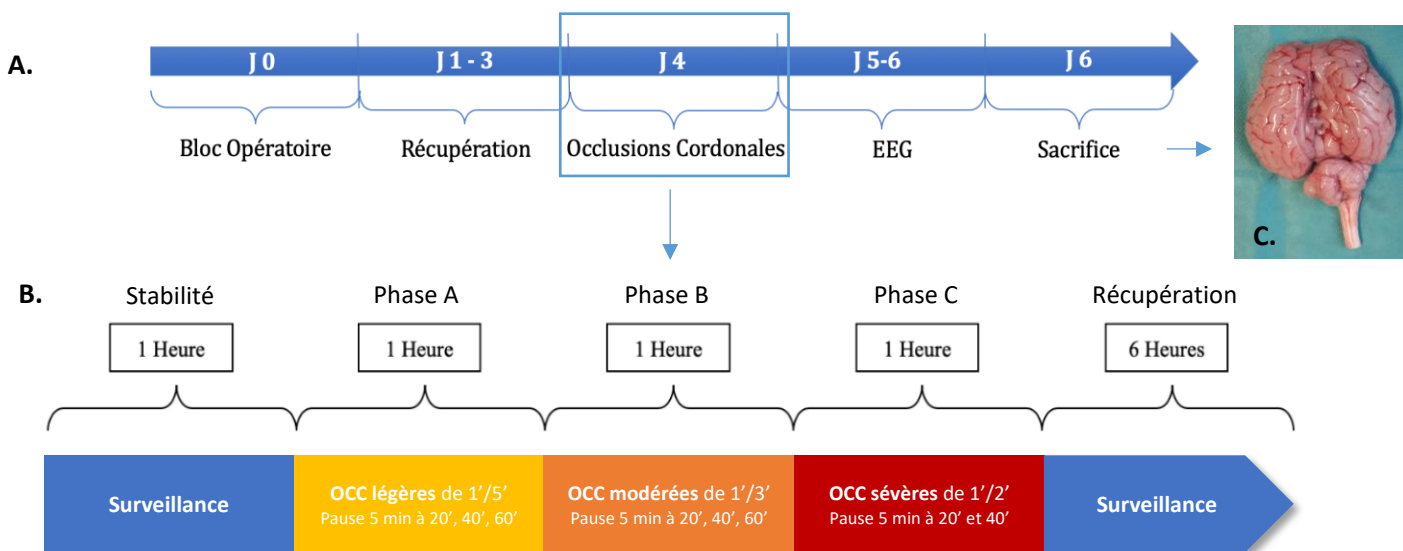 A.
J 0
J 1 - 3
J 4
J 5-6
J 6
Bloc Opératoire
Récupération
Occlusions Cordonales
EEG
Sacrifice
C.
B.
Stabilité
Phase A
Phase B
Phase C
Récupération
1 Heure
1 Heure
1 Heure
1 Heure
6 Heures
Surveillance
OCC légères de 1’/5’
Pause 5 min à 20’, 40’, 60’
OCC modérées de 1’/3’
Pause 5 min à 20’, 40’, 60’
OCC sévères de 1’/2’
Pause 5 min à 20’ et 40’
Surveillance